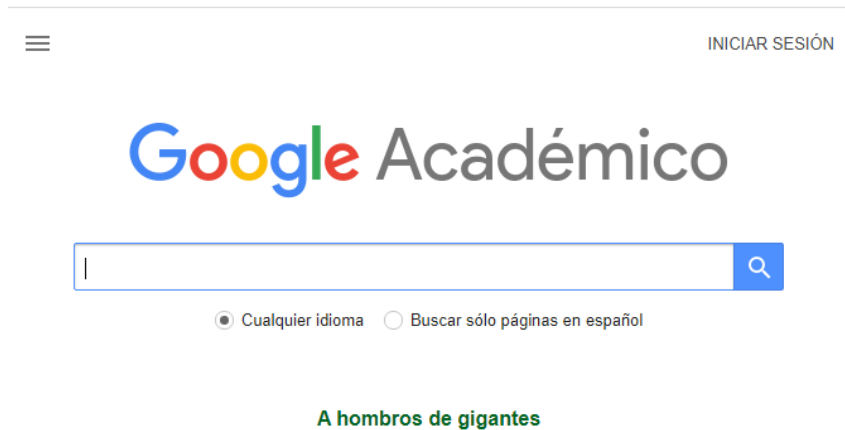 INICIAR SESIÓN
Google Académico
Cualquier idioma Buscar sólo páginas en español
A hombros de gigantes